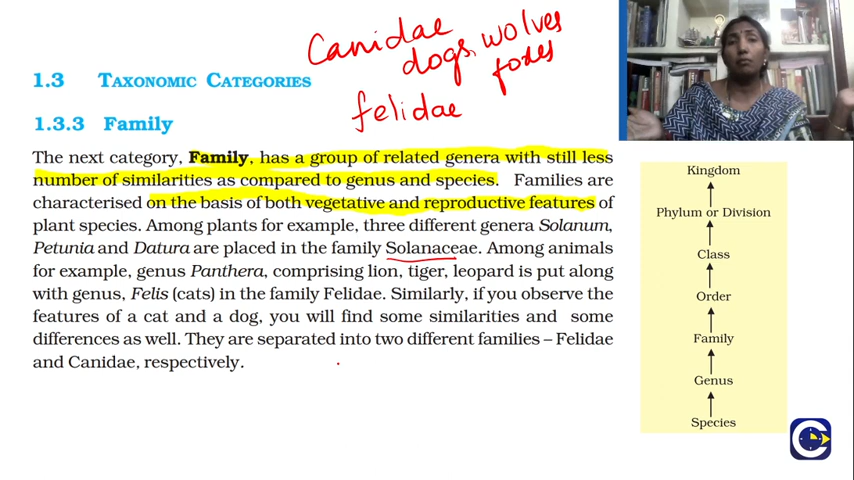 Canidae
dogs, wolves
foxes
felidae
1.3 TAXONOMIC CATEGORIES
1.3.3 Family
The next category, Family, has a group of related genera with still less
number of similarities as compared to genus and species. Families are
characterised on the basis of both vegetative and reproductive features of
plant species. Among plants for example, three different genera Solanum,
Petunia and Datura are placed in the family Solanaceae. Among animals
for example, genus Panthera, comprising lion, tiger, leopard is put along
with genus, Felis (cats) in the family Felidae. Similarly, if you observe the
features of a cat and a dog, you will find some similarities and some
differences as well. They are separated into two different families – Felidae
and Canidae, respectively.
Kingdom
Phylum or Division
Class
Order
Family
Genus
Species